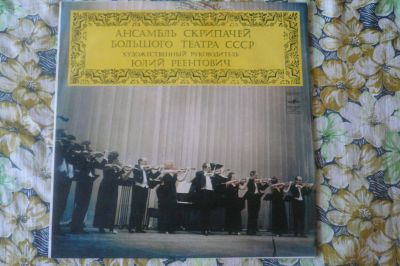 АНСАМБЛЬ СКРИПАЧЕЙ
БОЛЬШОГО ТЕАТРА СССР
ХУДОЖЕСТВЕННЫЙ РУКОВОДИТЕЛЬ
ЮЛИЙ РЕЕНТОВИЧ